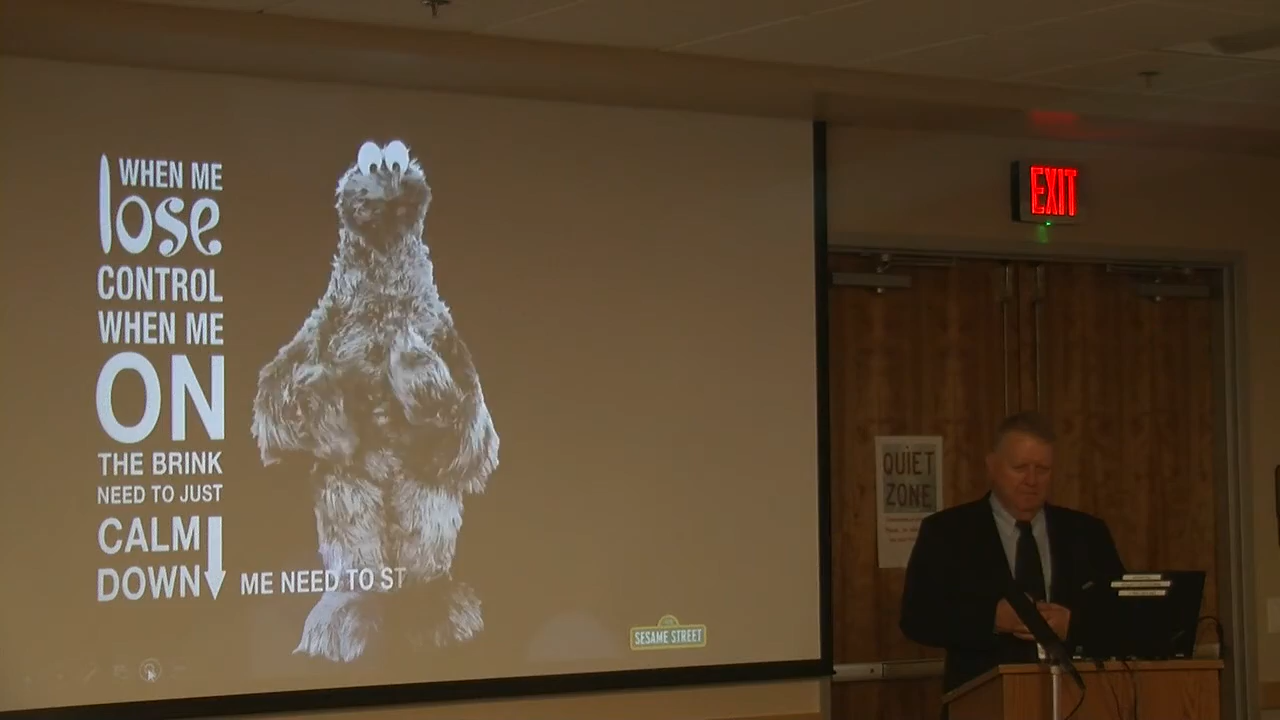 WHEN ME
lose
CONTROL
WHEN ME
ON
THE BRINK
NEED TO JUST
CALM
DOWN ME NEED TO ST
SESAME STREET
EXIT
QUIET
ZONE